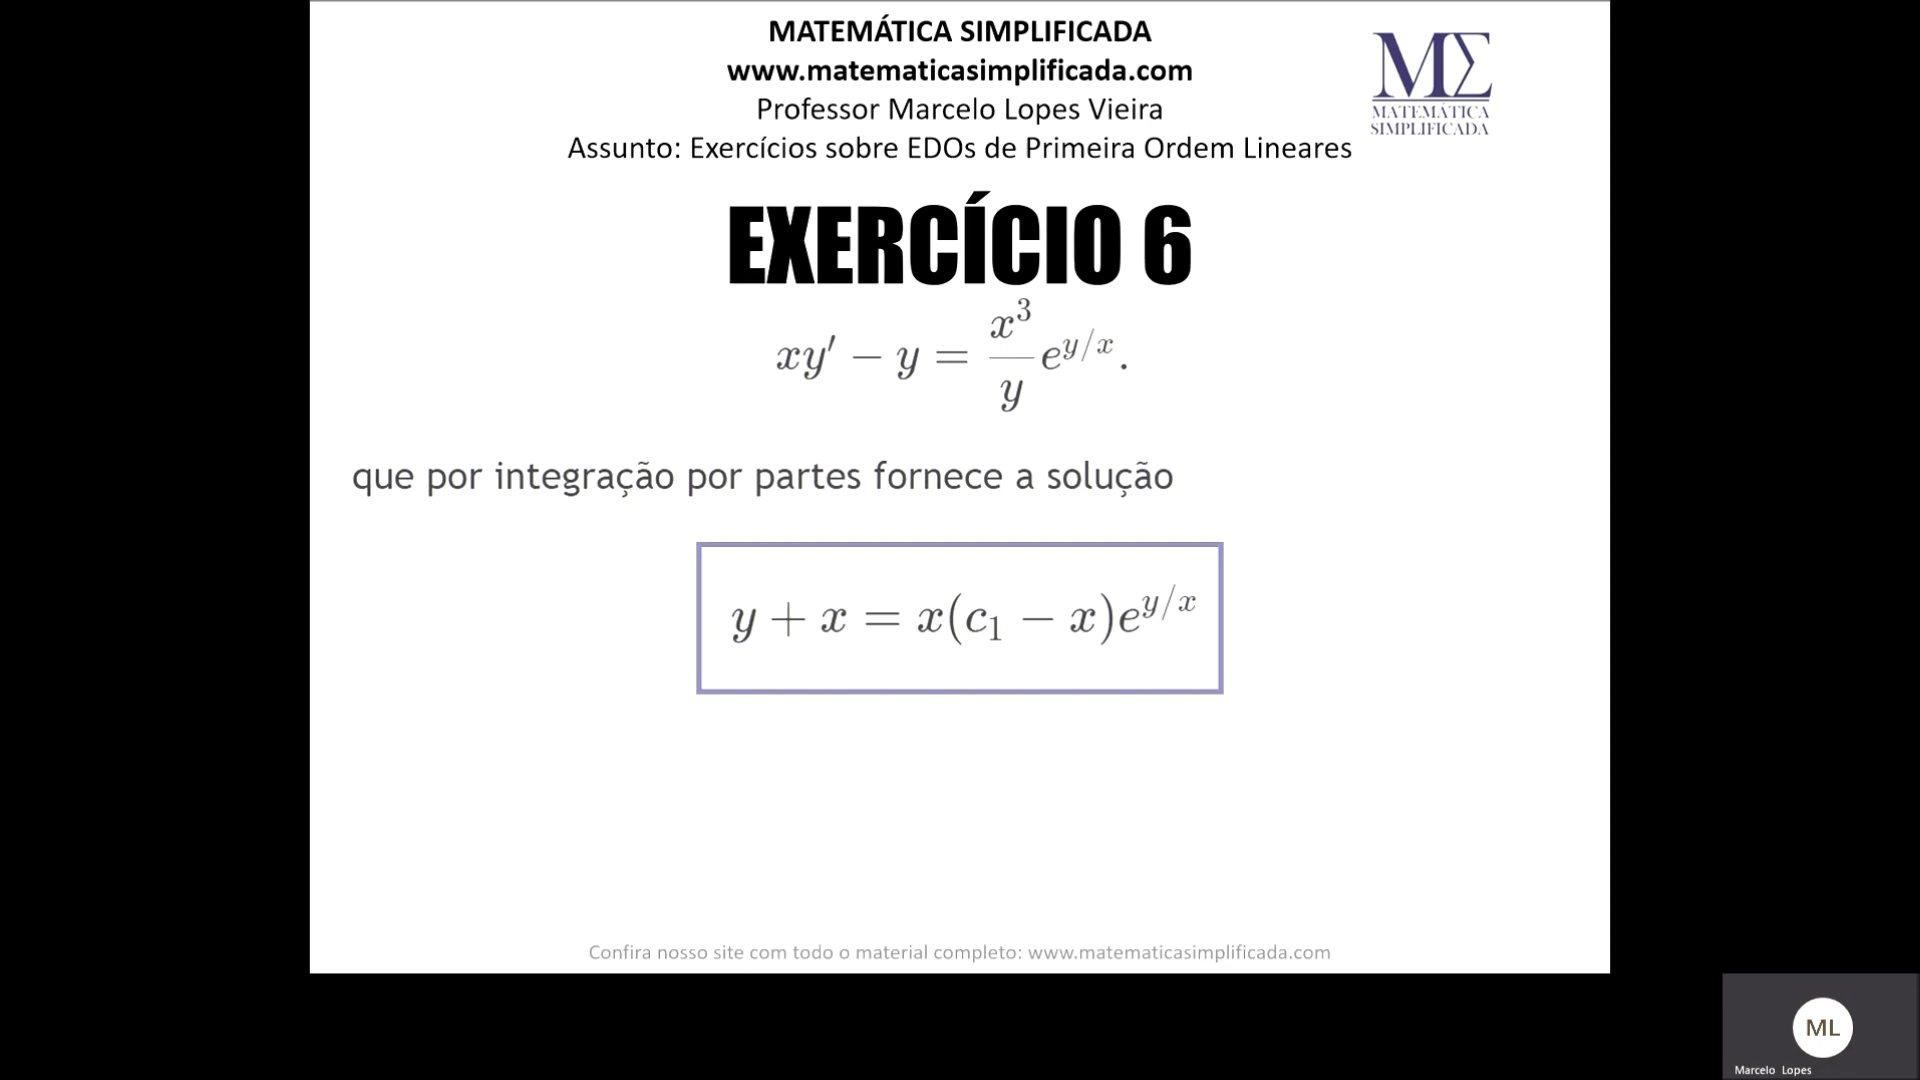 MATEMÁTICA SIMPLIFICADA
www.matematicasimplificada.com
Professor Marcelo Lopes Vieira
Assunto: Exercícios sobre EDOs de Primeira Ordem Lineares
MΣ
MATEMÁTICA
SIMPLIFICADA
EXERCÍCIO 6
xy′ − y = x³/y e^{y/x}.
que por integração por partes fornece a solução
y + x = x(c₁ − x)e^{y/x}
Confira nosso site com todo o material completo: www.matematicasimplificada.com
ML
Marcelo Lopes